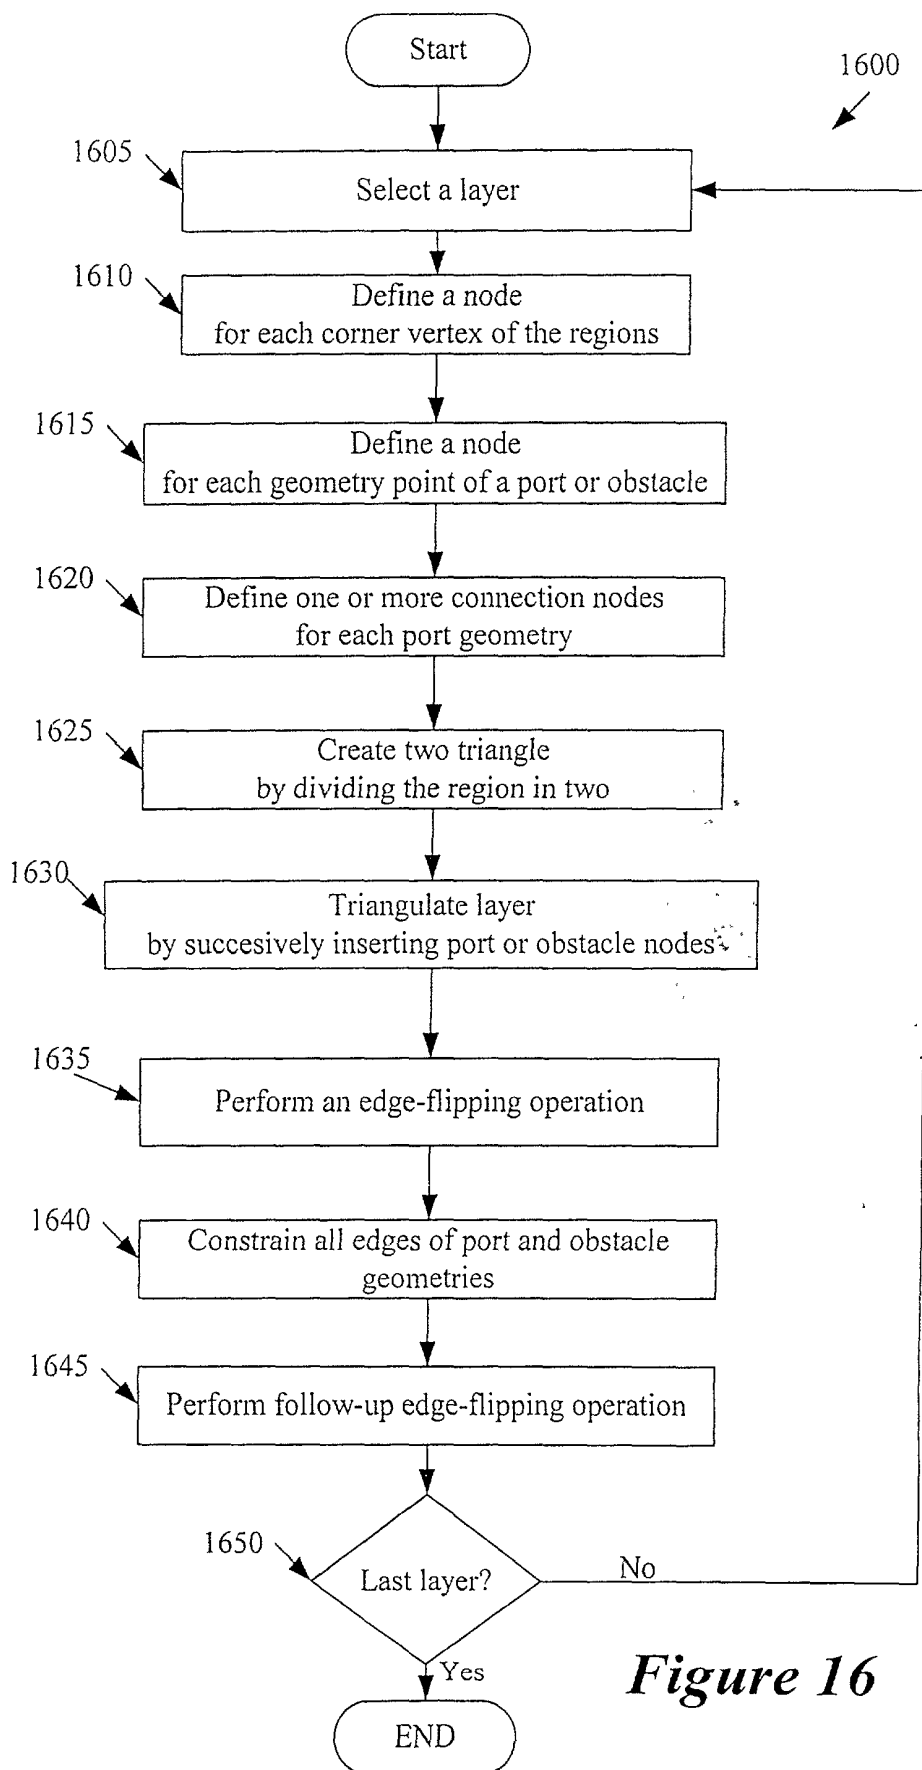 Start
1600
1605
Select a layer
1610
Define a node
for each corner vertex of the regions
1615
Define a node
for each geometry point of a port or obstacle
1620
Define one or more connection nodes
for each port geometry
1625
Create two triangle
by dividing the region in two
1630
Triangulate layer
by succesively inserting port or obstacle nodes
1635
Perform an edge-flipping operation
1640
Constrain all edges of port and obstacle
geometries
1645
Perform follow-up edge-flipping operation
1650
Last layer?
No
Yes
Figure 16
END